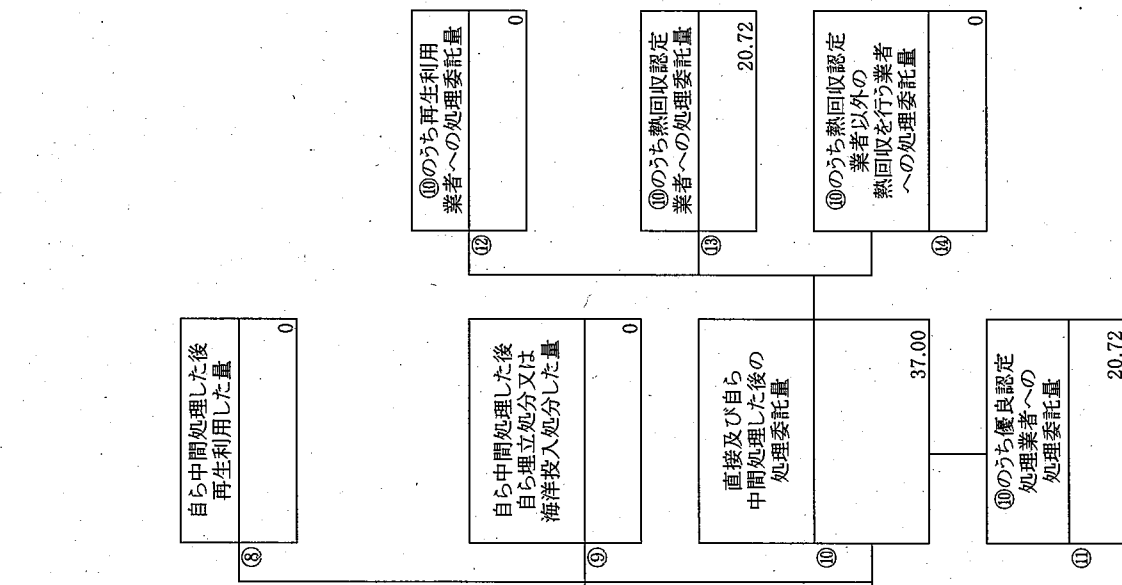 ⑧
自ら中間処理した後
再生利用した量
0
⑨
自ら中間処理した後
自ら埋立処分又は
海洋投入処分した量
0
⑩
直接及び自ら
中間処理した後の
処理委託量
37.00
⑪
⑩のうち優良認定
処理業者への
処理委託量
20.72
⑫
⑩のうち再生利用
業者への処理委託量
0
⑬
⑩のうち熱回収認定
業者への処理委託量
20.72
⑭
⑩のうち熱回収認定
業者以外の
熱回収を行う業者
への処理委託量
0